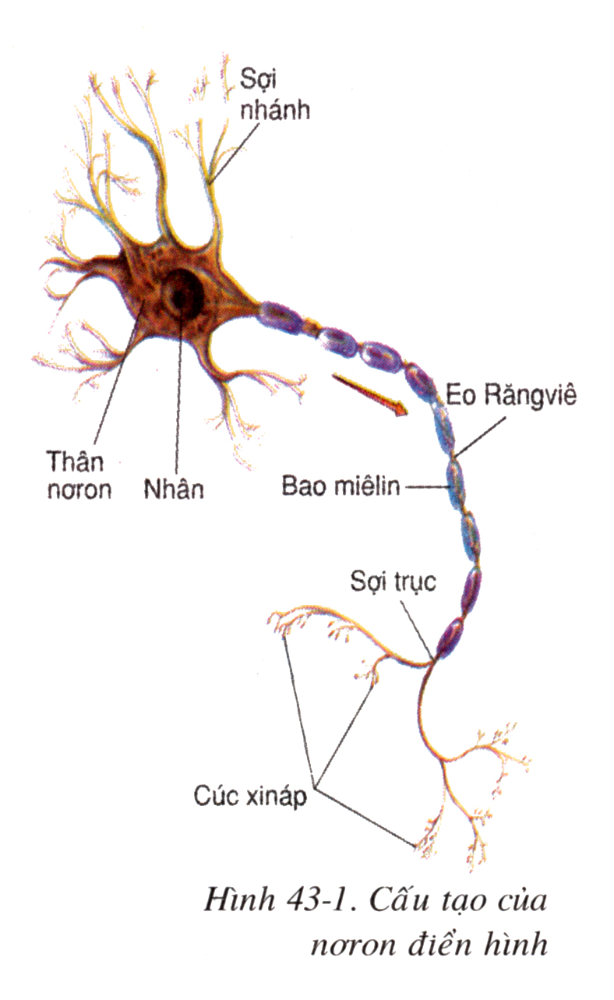 Sợi
nhánh
Eo Răngviê
Thân
nơron
Nhân
Bao miêlin
Sợi trục
Cúc xináp
Hình 43-1. Cấu tạo của
nơron điển hình